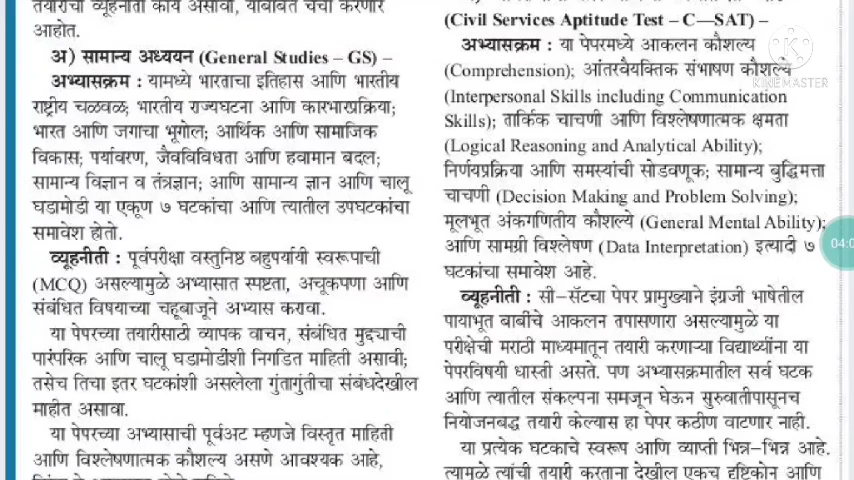 तयारीचा व्यूहनीती काय असावा, याबाबत चर्चा करणार
आहोत.
अ) सामान्य अध्ययन (General Studies – GS) –
अभ्यासक्रम : यामध्ये भारताचा इतिहास आणि भारतीय
राष्ट्रीय चळवळ; भारतीय राज्यघटना आणि कारभारप्रक्रिया;
भारत आणि जगाचा भूगोल; आर्थिक आणि सामाजिक
विकास; पर्यावरण, जैवविविधता आणि हवामान बदल;
सामान्य विज्ञान व तंत्रज्ञान; आणि सामान्य ज्ञान आणि चालू
घडामोडी या एकूण ७ घटकांचा आणि त्यातील उपघटकांचा
समावेश होतो.
व्यूहनीती : पूर्वपरीक्षा वस्तुनिष्ठ बहुपर्यायी स्वरूपाची
(MCQ) असल्यामुळे अभ्यासात स्पष्टता, अचूकपणा आणि
संबंधित विषयाच्या चहूबाजूने अभ्यास करावा.
या पेपरच्या तयारीसाठी व्यापक वाचन, संबंधित मुद्द्याची
पारंपरिक आणि चालू घडामोडींशी निगडित माहिती असावी;
तसेच तिचा इतर घटकांशी असलेला गुंतागुंतीचा संबंधदेखील
माहीत असावा.
या पेपरच्या अभ्यासाची पूर्वअट म्हणजे विस्तृत माहिती
आणि विश्लेषणात्मक कौशल्य असणे आवश्यक आहे,
(Civil Services Aptitude Test – C—SAT) –
अभ्यासक्रम : या पेपरमध्ये आकलन कौशल्य
(Comprehension); आंतरवैयक्तिक संभाषण कौशल्ये
(Interpersonal Skills including Communication
Skills); तार्किक चाचणी आणि विश्लेषणात्मक क्षमता
(Logical Reasoning and Analytical Ability);
निर्णयप्रक्रिया आणि समस्यांची सोडवणूक; सामान्य बुद्धिमत्ता
चाचणी (Decision Making and Problem Solving);
मूलभूत अंकगणितीय कौशल्ये (General Mental Ability);
आणि सामग्री विश्लेषण (Data Interpretation) इत्यादी ७
घटकांचा समावेश आहे.
व्यूहनीती : सी–सॅटचा पेपर प्रामुख्याने इंग्रजी भाषेतील
पायाभूत बाबींचे आकलन तपासणारा असल्यामुळे या
परीक्षेची मराठी माध्यमातून तयारी करणाऱ्या विद्यार्थ्यांना या
पेपरविषयी धास्ती असते. पण अभ्यासक्रमातील सर्व घटक
आणि त्यातील संकल्पना समजून घेऊन सुरुवातीपासूनच
नियोजनबद्ध तयारी केल्यास हा पेपर कठीण वाटणार नाही.
या प्रत्येक घटकाचे स्वरूप आणि व्याप्ती भिन्न–भिन्न आहे.
त्यामुळे त्यांची तयारी करताना देखील एकच दृष्टिकोन आणि
KINEMASTER
04:0